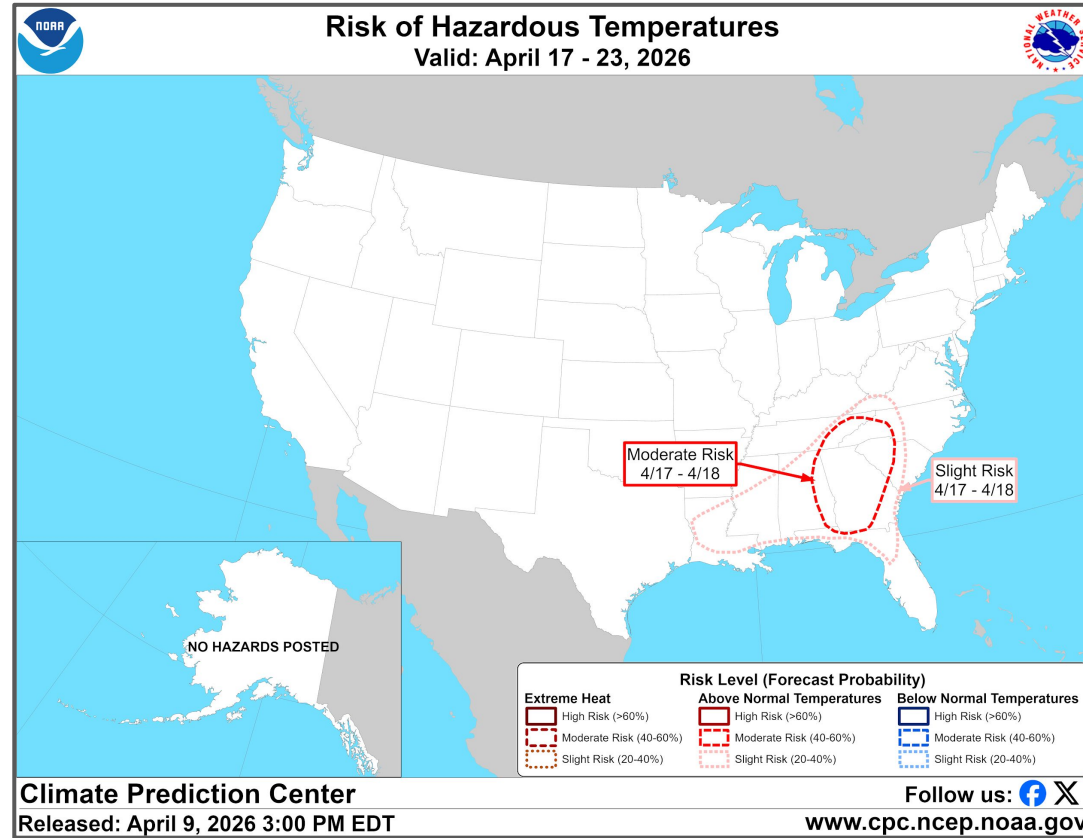 NOAA
Risk of Hazardous Temperatures
Valid: April 17 - 23, 2026
NATIONAL WEATHER SERVICE
Moderate Risk
4/17 - 4/18
Slight Risk
4/17 - 4/18
NO HAZARDS POSTED
Risk Level (Forecast Probability)
Extreme Heat
High Risk (>60%)
Moderate Risk (40-60%)
Slight Risk (20-40%)
Above Normal Temperatures
High Risk (>60%)
Moderate Risk (40-60%)
Slight Risk (20-40%)
Below Normal Temperatures
High Risk (>60%)
Moderate Risk (40-60%)
Slight Risk (20-40%)
Climate Prediction Center
Follow us:
Released: April 9, 2026 3:00 PM EDT
www.cpc.ncep.noaa.gov